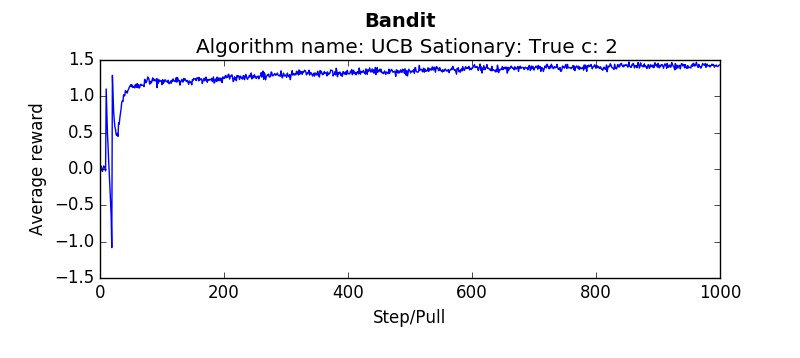 Bandit
Algorithm name: UCB Sationary: True c: 2
1.5
1.0
0.5
0.0
−0.5
−1.0
−1.5
Average reward
0 200 400 600 800 1000
Step/Pull